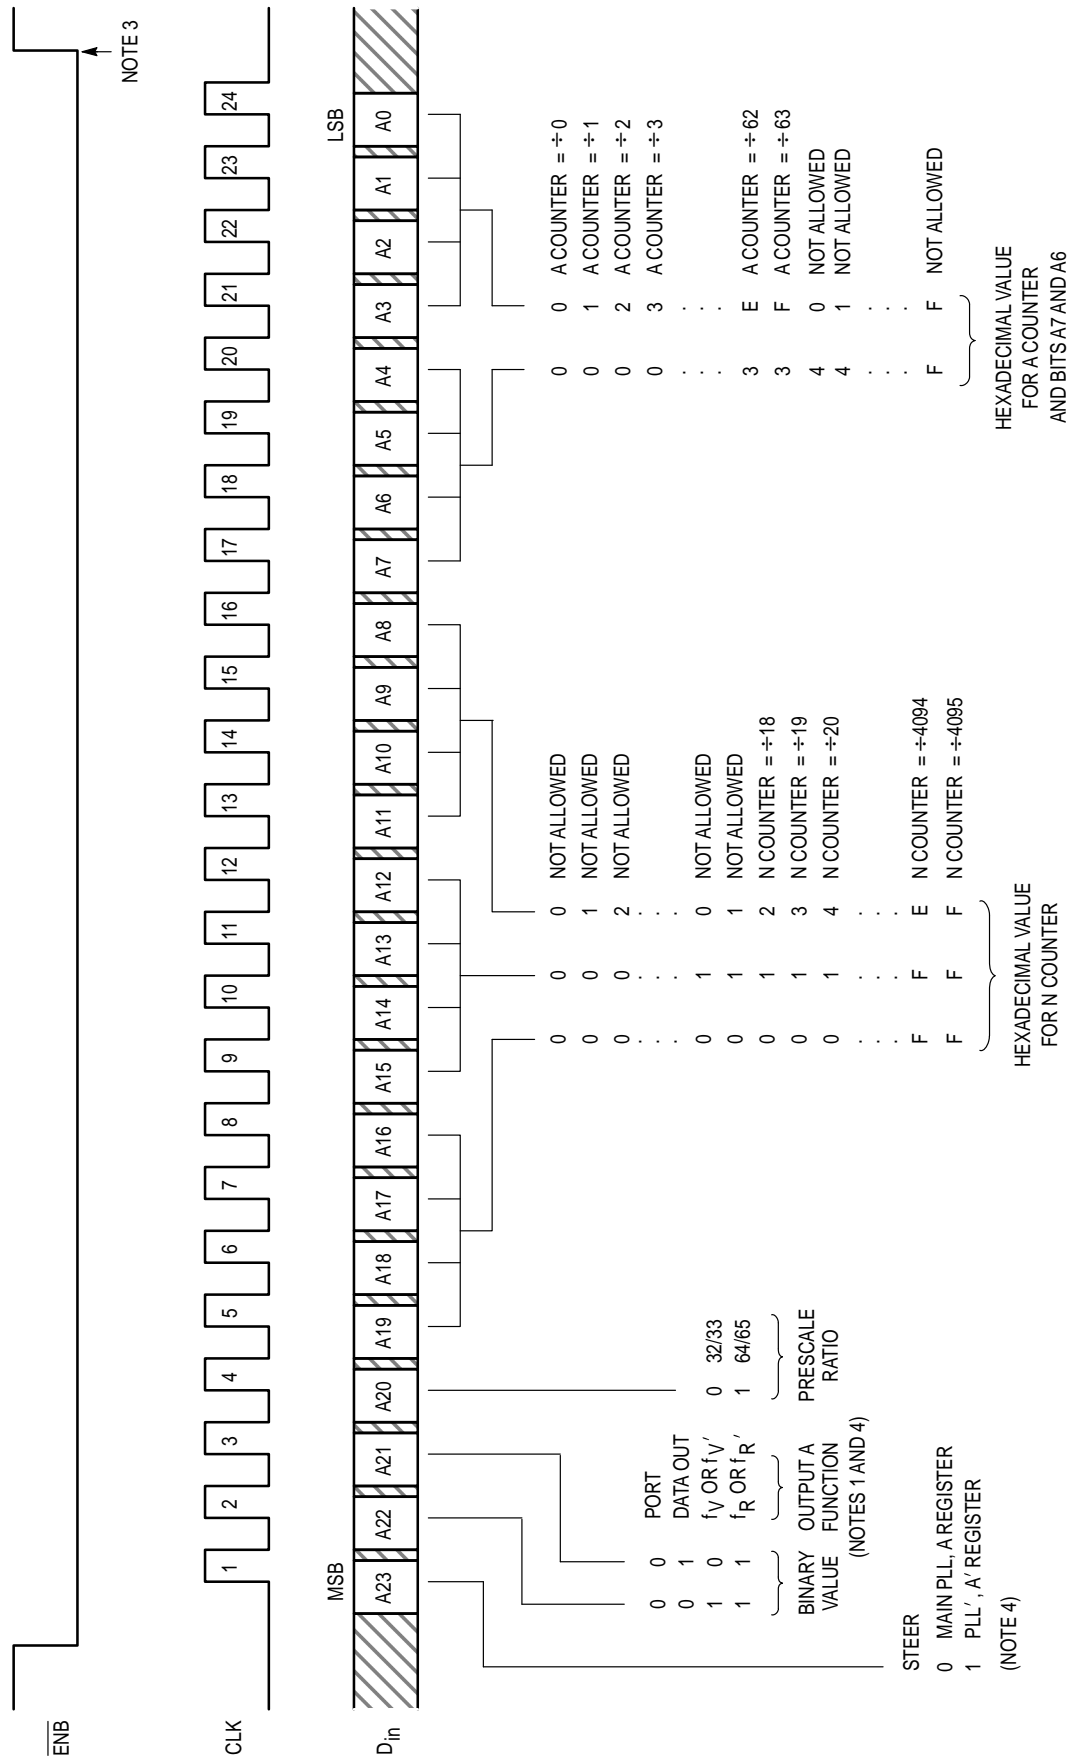 ENB
NOTE 3
CLK
1 2 3 4 5 6 7 8 9 10 11 12 13 14 15 16 17 18 19 20 21 22 23 24
MSB
LSB
Din
A23 A22 A21 A20 A19 A18 A17 A16 A15 A14 A13 A12 A11 A10 A9 A8 A7 A6 A5 A4 A3 A2 A1 A0
STEER
0 MAIN PLL, A REGISTER
1 PLL′, A′ REGISTER
(NOTE 4)
0 0 PORT
0 1 DATA OUT
1 0 fV OR fV′
1 1 fR OR fR′
BINARY
VALUE
OUTPUT A
FUNCTION
(NOTES 1 AND 4)
0 32/33
1 64/65
PRESCALE
RATIO
0 0 0 NOT ALLOWED
0 0 1 NOT ALLOWED
0 0 2 NOT ALLOWED
. . .
. . .
. . .
0 1 0 NOT ALLOWED
0 1 1 NOT ALLOWED
0 1 2 N COUNTER = ÷18
0 1 3 N COUNTER = ÷19
0 1 4 N COUNTER = ÷20
. . .
. . .
. . .
F F E N COUNTER = ÷4094
F F F N COUNTER = ÷4095
HEXADECIMAL VALUE
FOR N COUNTER
0 0 A COUNTER = ÷0
0 1 A COUNTER = ÷1
0 2 A COUNTER = ÷2
0 3 A COUNTER = ÷3
. .
. .
. .
3 E A COUNTER = ÷62
3 F A COUNTER = ÷63
4 0 NOT ALLOWED
4 1 NOT ALLOWED
. .
. .
. .
F F NOT ALLOWED
HEXADECIMAL VALUE
FOR A COUNTER
AND BITS A7 AND A6